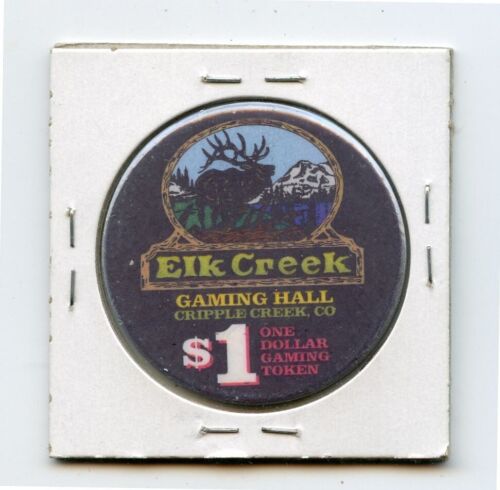 Elk Creek
GAMING HALL
CRIPPLE CREEK, CO
$1 ONE
DOLLAR
GAMING
TOKEN